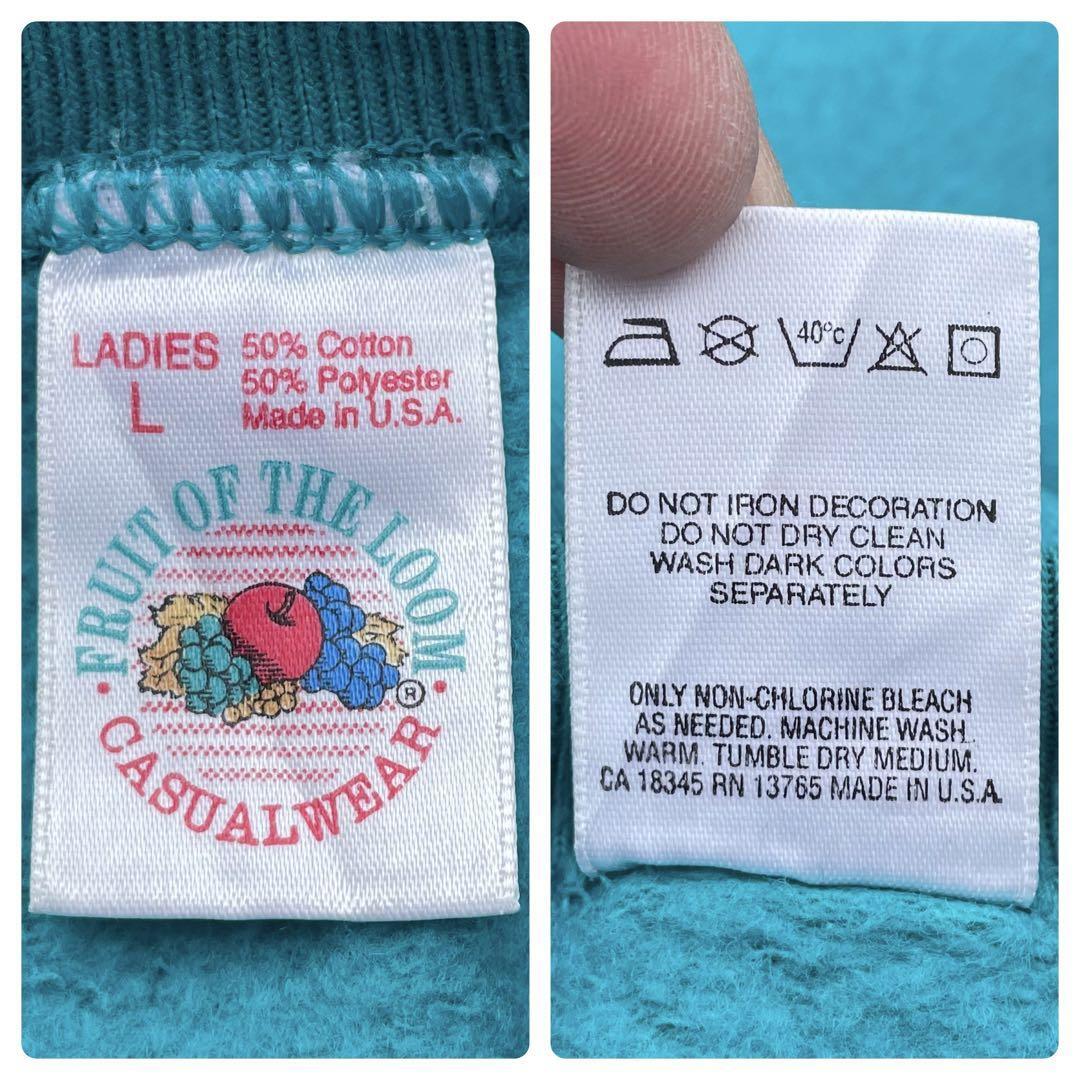 LADIES
L
50% Cotton
50% Polyester
Made in U.S.A.
FRUIT OF THE LOOM
®
CASUALWEAR
40°c
DO NOT IRON DECORATION
DO NOT DRY CLEAN
WASH DARK COLORS
SEPARATELY
ONLY NON-CHLORINE BLEACH
AS NEEDED. MACHINE WASH
WARM. TUMBLE DRY MEDIUM.
CA 18345 RN 13765 MADE IN U.S.A.